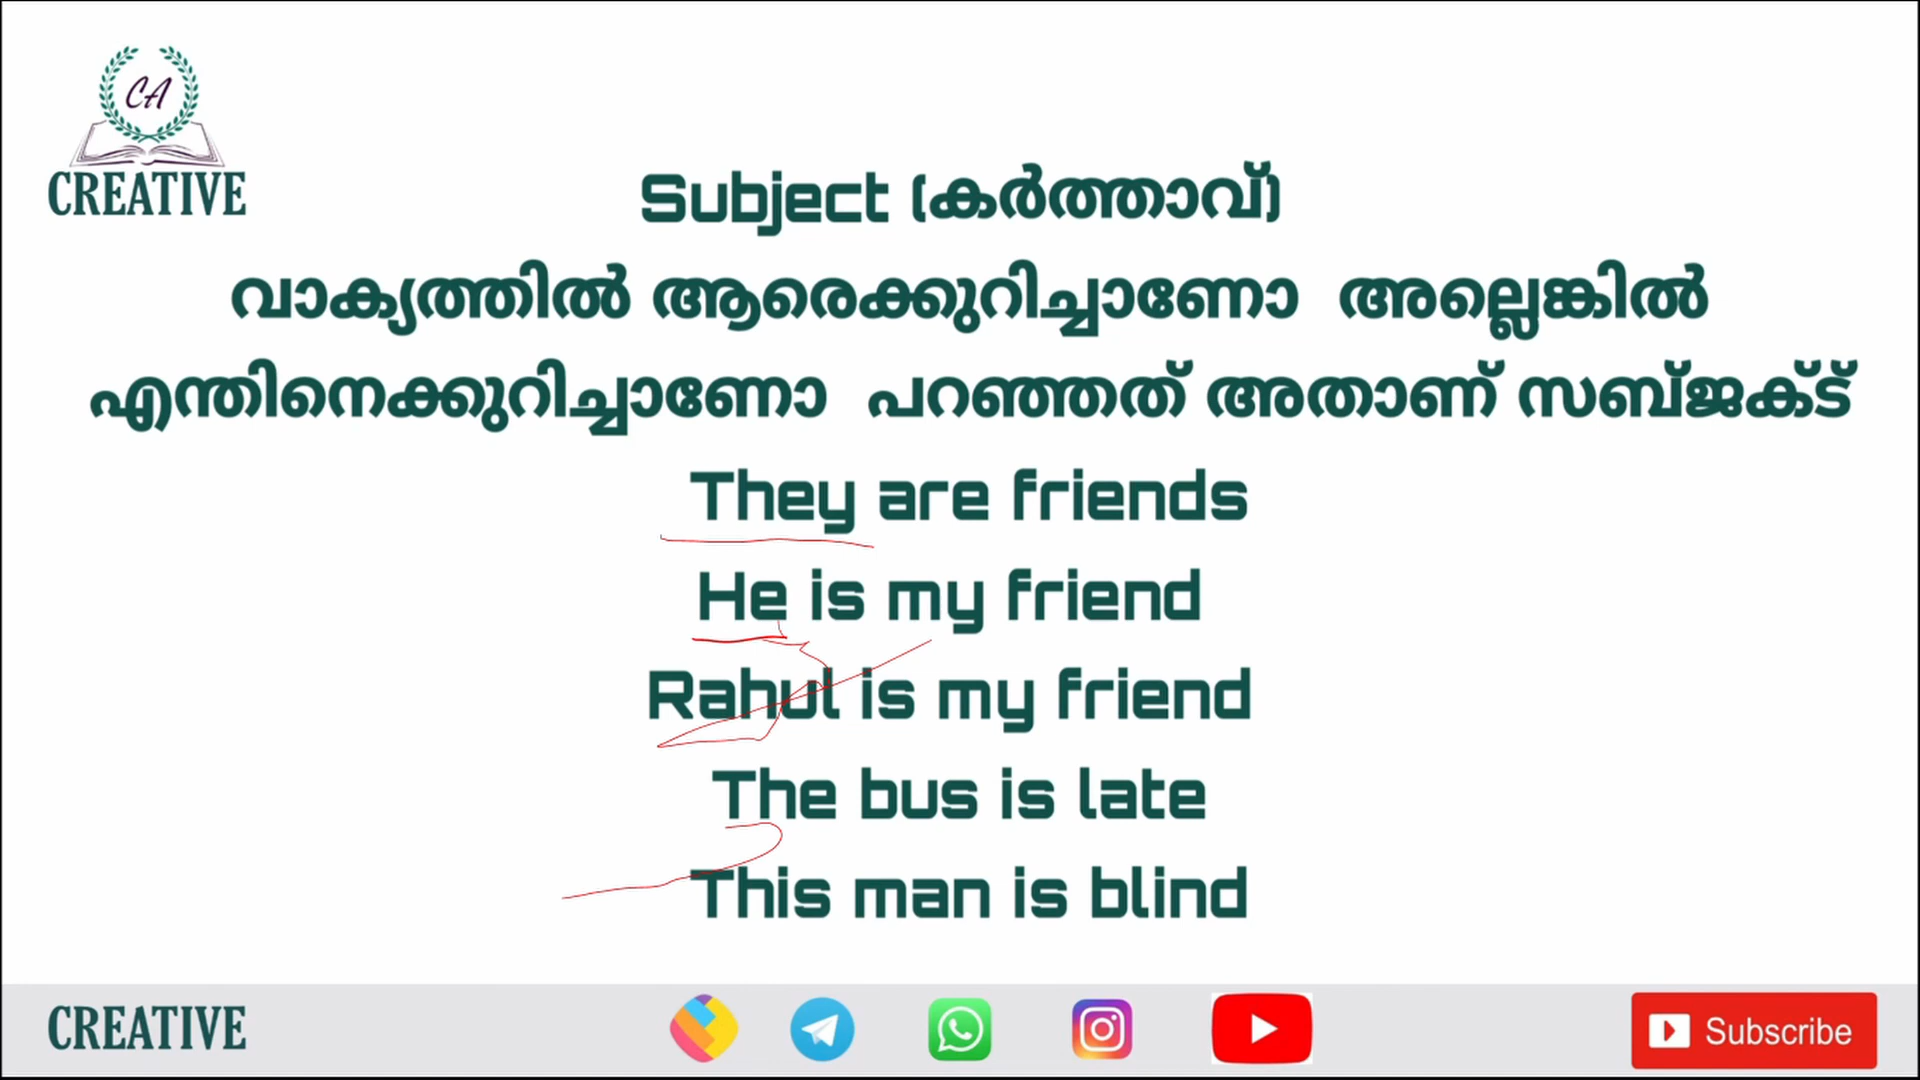 CA
CREATIVE
Subject (കർത്താവ്)
വാക്യത്തിൽ ആരെക്കുറിച്ചാണോ അല്ലെങ്കിൽ
എന്തിനെക്കുറിച്ചാണോ പറഞ്ഞത് അതാണ് സബ്ജക്ട്
They are friends
He is my friend
Rahul is my friend
The bus is late
This man is blind
CREATIVE
Subscribe